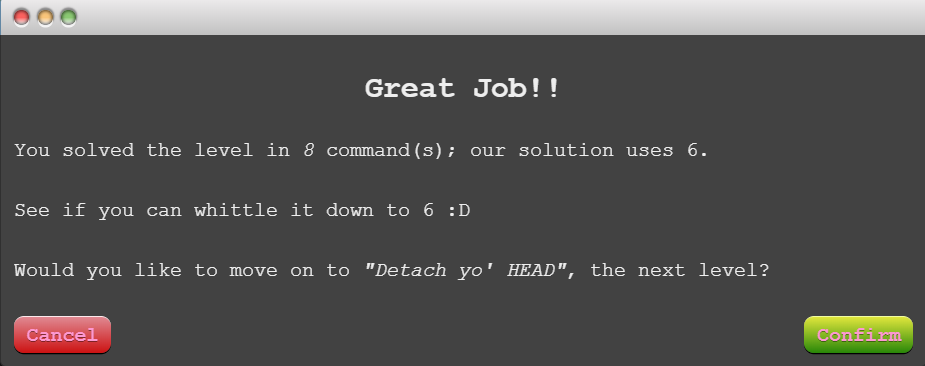 Great Job!!
You solved the level in 8 command(s); our solution uses 6.
See if you can whittle it down to 6 :D
Would you like to move on to "Detach yo' HEAD", the next level?
Cancel
Confirm